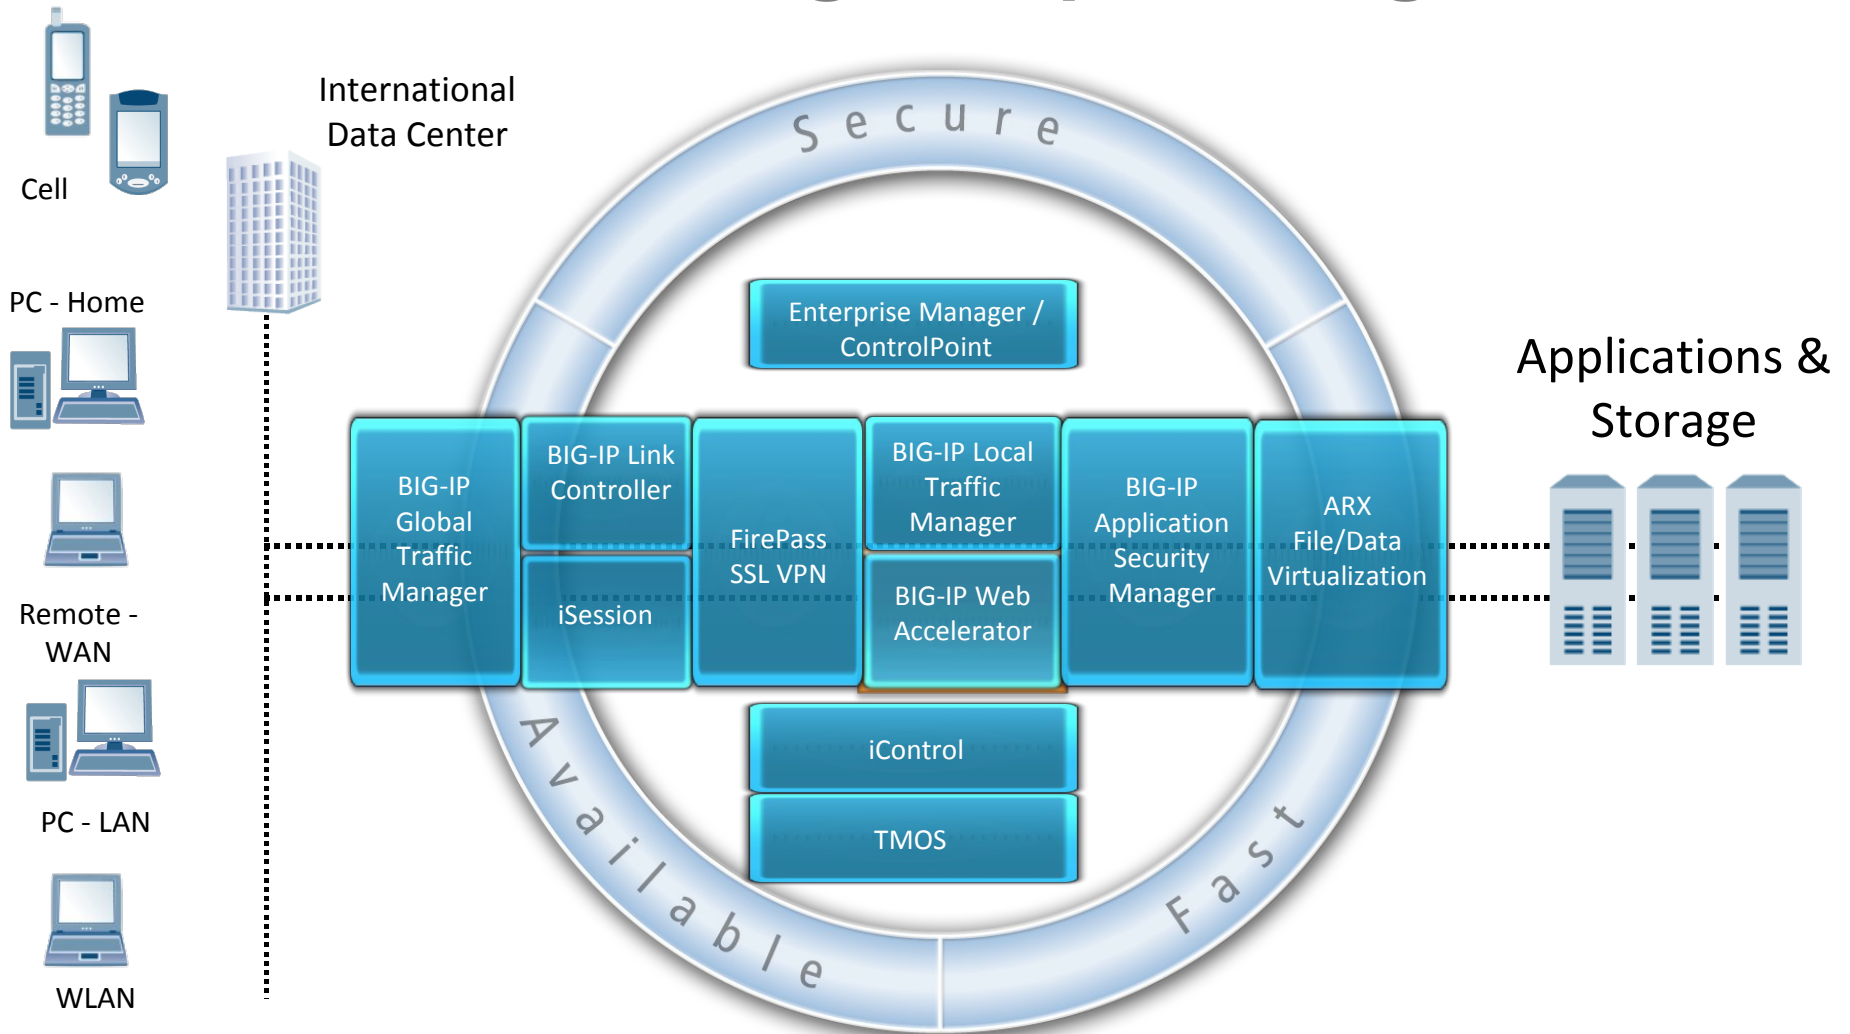 International
Data Center
Cell
PC - Home
Remote -
WAN
PC - LAN
WLAN
Secure
Enterprise Manager /
ControlPoint
BIG-IP
Global
Traffic
Manager
BIG-IP Link
Controller
iSession
FirePass
SSL VPN
BIG-IP Local
Traffic
Manager
BIG-IP Web
Accelerator
BIG-IP
Application
Security
Manager
ARX
File/Data
Virtualization
iControl
TMOS
Available
Fast
Applications &
Storage